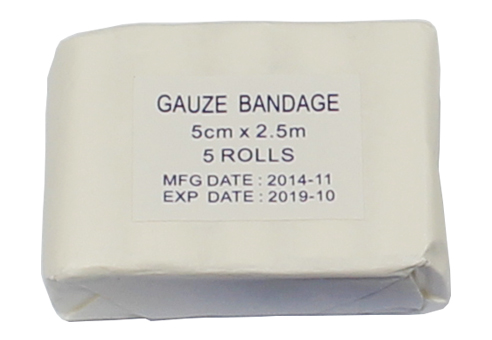 GAUZE BANDAGE
5cm x 2.5m
5 ROLLS
MFG DATE : 2014-11
EXP DATE : 2019-10